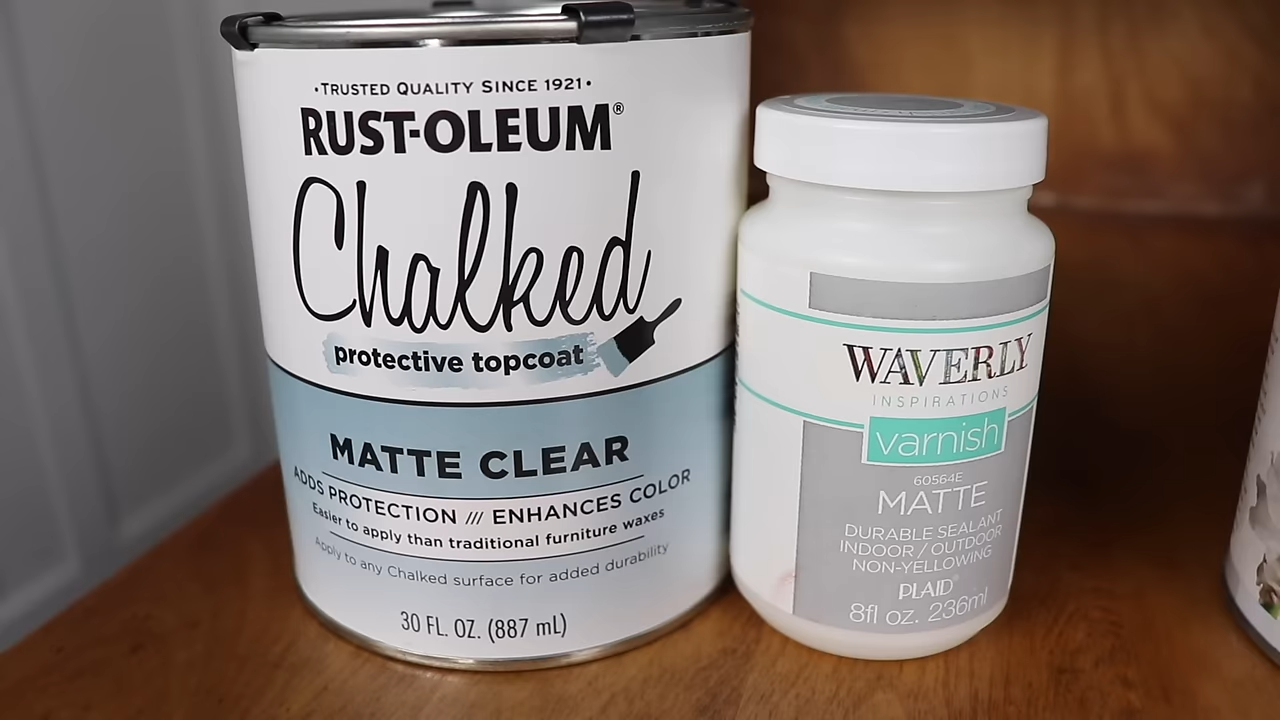 ·TRUSTED QUALITY SINCE 1921·
RUST-OLEUM®
Chalked
protective topcoat
MATTE CLEAR
ADDS PROTECTION /// ENHANCES COLOR
Easier to apply than traditional furniture waxes
Apply to any Chalked surface for added durability
30 FL. OZ. (887 mL)
WAVERLY
INSPIRATIONS
varnish
60564E
MATTE
DURABLE SEALANT
INDOOR / OUTDOOR
NON-YELLOWING
PLAID®
8fl oz. 236ml